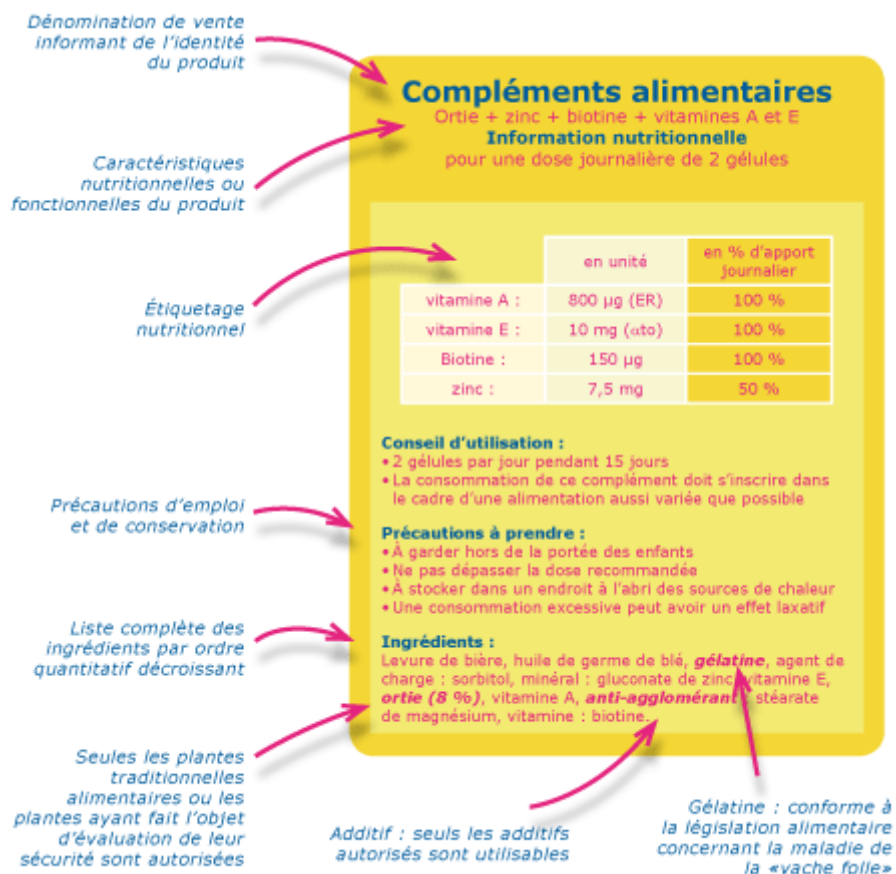 Dénomination de vente
informant de l'identité
du produit
Compléments alimentaires
Ortie + zinc + biotine + vitamines A et E
Information nutritionnelle
pour une dose journalière de 2 gélules
Caractéristiques
nutritionnelles ou
fonctionnelles du produit
en unité
en % d'apport
journalier
vitamine A : 800 µg (ER) 100 %
vitamine E : 10 mg (αto) 100 %
Biotine : 150 µg 100 %
zinc : 7,5 mg 50 %
Étiquetage
nutritionnel
Conseil d'utilisation :
• 2 gélules par jour pendant 15 jours
• La consommation de ce complément doit s'inscrire dans
le cadre d'une alimentation aussi variée que possible
Précautions d'emploi
et de conservation
Précautions à prendre :
• À garder hors de la portée des enfants
• Ne pas dépasser la dose recommandée
• À stocker dans un endroit à l'abri des sources de chaleur
• Une consommation excessive peut avoir un effet laxatif
Liste complète des
ingrédients par ordre
quantitatif décroissant
Ingrédients :
Levure de bière, huile de germe de blé, gélatine, agent de
charge : sorbitol, minéral : gluconate de zinc, vitamine E,
ortie (8 %), vitamine A, anti-agglomérant : stéarate
de magnésium, vitamine : biotine.
Seules les plantes
traditionnelles
alimentaires ou les
plantes ayant fait l'objet
d'évaluation de leur
sécurité sont autorisées
Additif : seuls les additifs
autorisés sont utilisables
Gélatine : conforme à
la législation alimentaire
concernant la maladie de
la «vache folle»